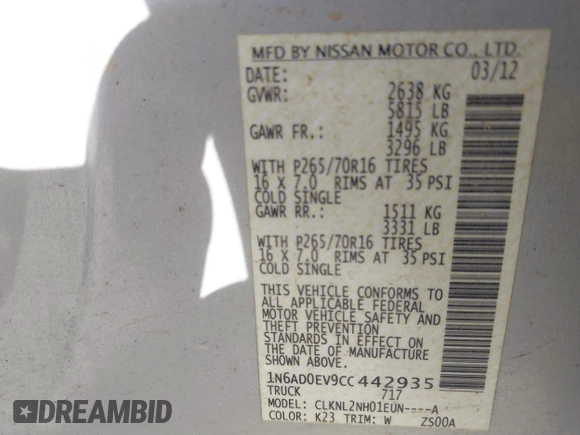 MFD BY NISSAN MOTOR CO., LTD.
DATE: 03/12
GVWR: 2638 KG
5815 LB
GAWR FR.: 1495 KG
3296 LB
WITH P265/70R16 TIRES
16 X 7.0 RIMS AT 35 PSI
COLD SINGLE
GAWR RR.: 1511 KG
3331 LB
WITH P265/70R16 TIRES
16 X 7.0 RIMS AT 35 PSI
COLD SINGLE
THIS VEHICLE CONFORMS TO
ALL APPLICABLE FEDERAL
MOTOR VEHICLE SAFETY AND
THEFT PREVENTION
STANDARDS IN EFFECT ON
THE DATE OF MANUFACTURE
SHOWN ABOVE.
1N6AD0EV9CC442935
TRUCK 717
MODEL: CLKNL2NH01EUN----A
COLOR: K23 TRIM: W Z500A
CARFAST.EXPRESS